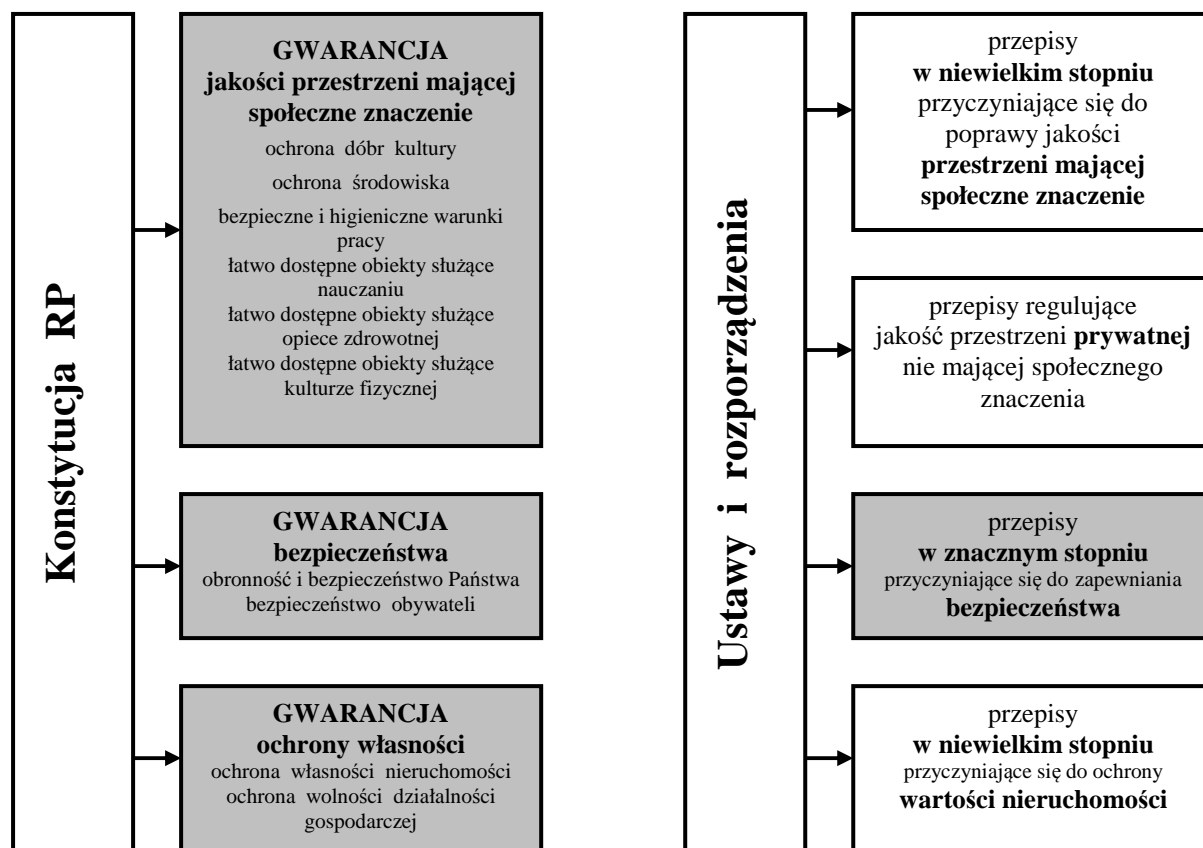 Konstytucja RP
GWARANCJA
jakości przestrzeni mającej
społeczne znaczenie
ochrona dóbr kultury
ochrona środowiska
bezpieczne i higieniczne warunki
pracy
łatwo dostępne obiekty służące
nauczaniu
łatwo dostępne obiekty służące
opiece zdrowotnej
łatwo dostępne obiekty służące
kulturze fizycznej
GWARANCJA
bezpieczeństwa
obronność i bezpieczeństwo Państwa
bezpieczeństwo obywateli
GWARANCJA
ochrony własności
ochrona własności nieruchomości
ochrona wolności działalności
gospodarczej
Ustawy i rozporządzenia
przepisy
w niewielkim stopniu
przyczyniające się do
poprawy jakości
przestrzeni mającej
społeczne znaczenie
przepisy regulujące
jakość przestrzeni prywatnej
nie mającej społecznego
znaczenia
przepisy
w znacznym stopniu
przyczyniające się do zapewniania
bezpieczeństwa
przepisy
w niewielkim stopniu
przyczyniające się do ochrony
wartości nieruchomości